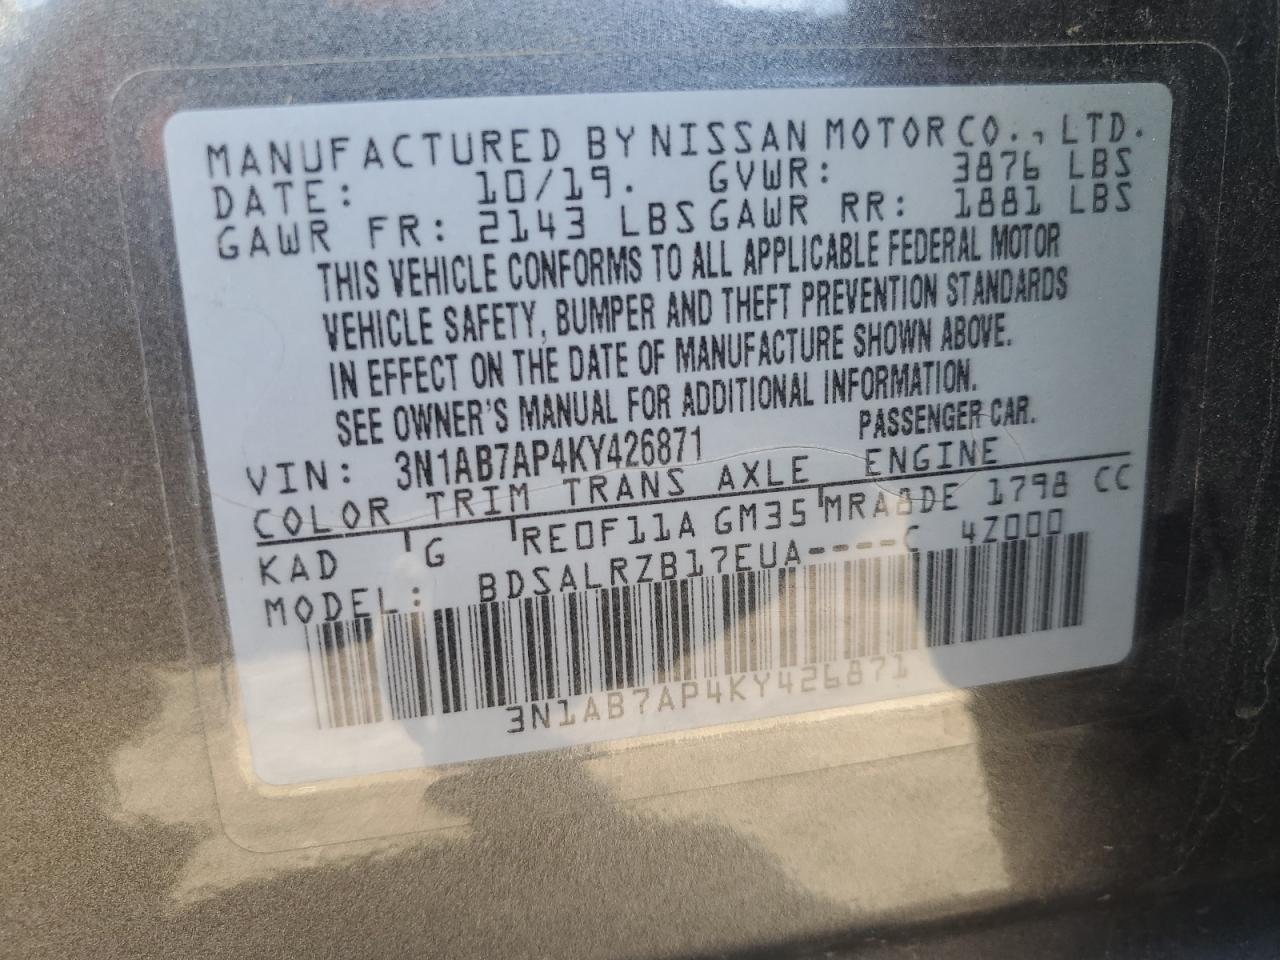 MANUFACTURED BY NISSAN MOTOR CO., LTD.
DATE: 10/19. GVWR: 3876 LBS
GAWR FR: 2143 LBS GAWR RR: 1881 LBS
THIS VEHICLE CONFORMS TO ALL APPLICABLE FEDERAL MOTOR
VEHICLE SAFETY, BUMPER AND THEFT PREVENTION STANDARDS
IN EFFECT ON THE DATE OF MANUFACTURE SHOWN ABOVE.
SEE OWNER'S MANUAL FOR ADDITIONAL INFORMATION.
VIN: 3N1AB7AP4KY426871 PASSENGER CAR.
COLOR TRIM TRANS AXLE ENGINE
KAD G RE0F11A GM35 MRA8DE 1798 CC
MODEL: BDSALRZB17EUA----C 4Z000
3N1AB7AP4KY426871